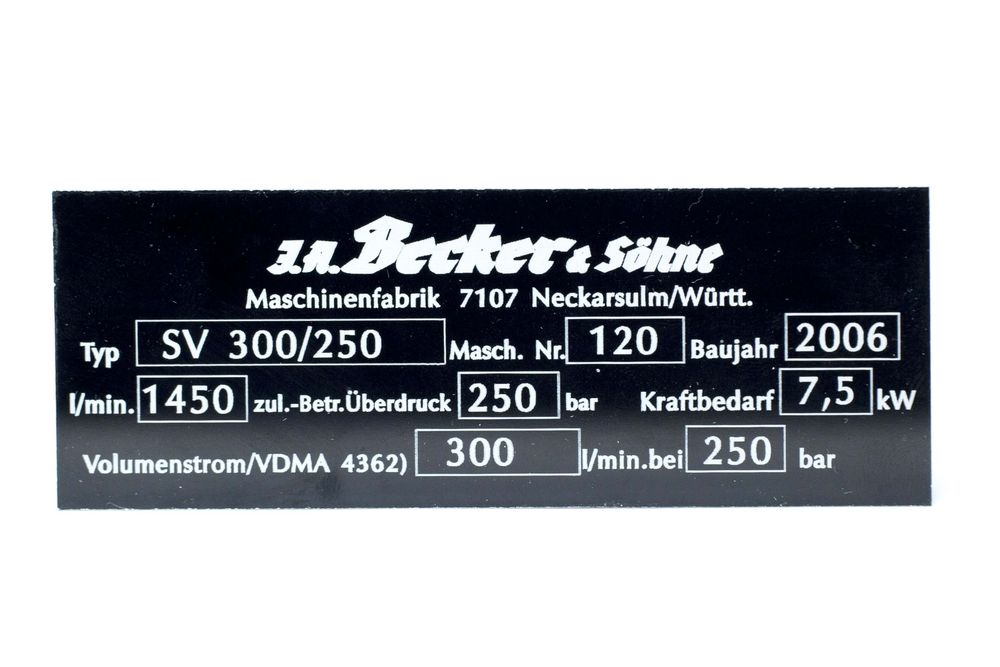 J.A. Becker & Söhne
Maschinenfabrik 7107 Neckarsulm/Württ.
Typ SV 300/250 Masch. Nr. 120 Baujahr 2006
l/min. 1450 zul.-Betr.Überdruck 250 bar Kraftbedarf 7,5 kW
Volumenstrom/VDMA 4362) 300 l/min.bei 250 bar